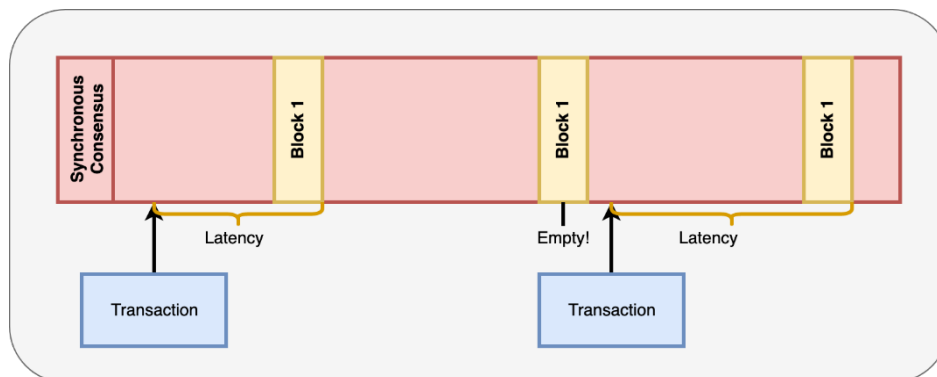 Synchronous
Consensus
Block 1
Block 1
Block 1
Latency
Empty!
Latency
Transaction
Transaction